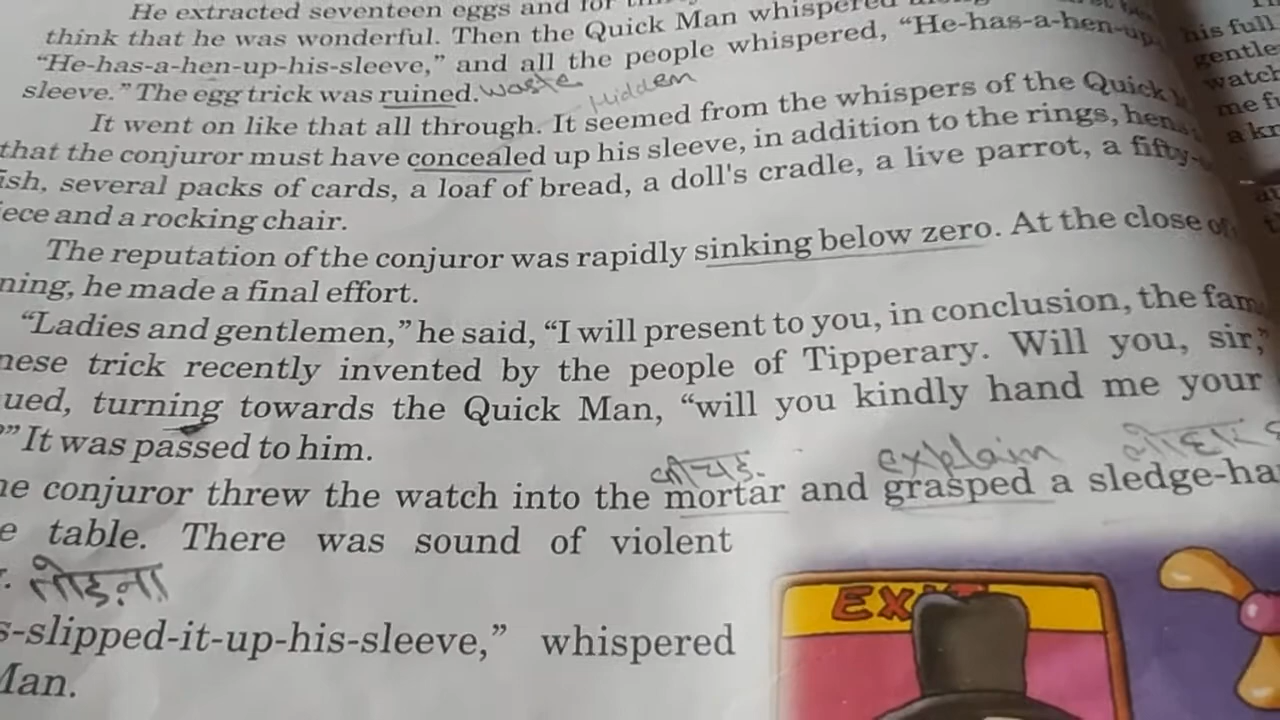 He extracted seventeen eggs and for
think that he was wonderful. Then the Quick Man whispered
“He-has-a-hen-up-his-sleeve,” and all the people whispered, “He-has-a-hen-up-
sleeve.” The egg trick was ruined. waste
Hidden
It went on like that all through. It seemed from the whispers of the Quick
that the conjuror must have concealed up his sleeve, in addition to the rings, hens
ish, several packs of cards, a loaf of bread, a doll's cradle, a live parrot, a fifty-
iece and a rocking chair.
The reputation of the conjuror was rapidly sinking below zero. At the close of
ning, he made a final effort.
“Ladies and gentlemen,” he said, “I will present to you, in conclusion, the fam
nese trick recently invented by the people of Tipperary. Will you, sir,”
ued, turning towards the Quick Man, “will you kindly hand me your
” It was passed to him.
explain
he conjuror threw the watch into the mortar and grasped a sledge-ha
e table. There was sound of violent
तोड़ना
s-slipped-it-up-his-sleeve,” whispered
Man.
his full
gentle
watch
me fr
a kn